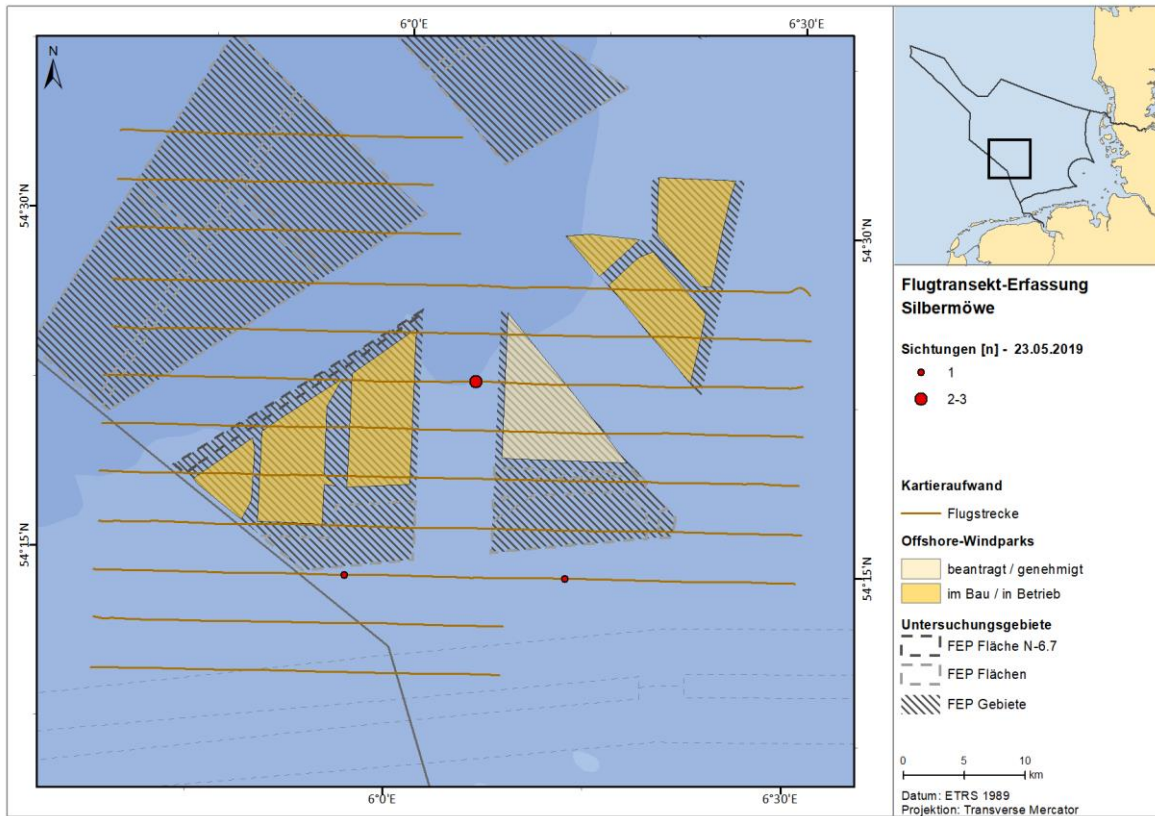 6°0'E
6°30'E
N
54°30'N
54°30'N
54°15'N
54°15'N
6°0'E
6°30'E
Flugtransekt-Erfassung
Silbermöwe
Sichtungen [n] - 23.05.2019
1
2-3
Kartieraufwand
Flugstrecke
Offshore-Windparks
beantragt / genehmigt
im Bau / in Betrieb
Untersuchungsgebiete
FEP Fläche N-6.7
FEP Flächen
FEP Gebiete
0 5 10
km
Datum: ETRS 1989
Projektion: Transverse Mercator